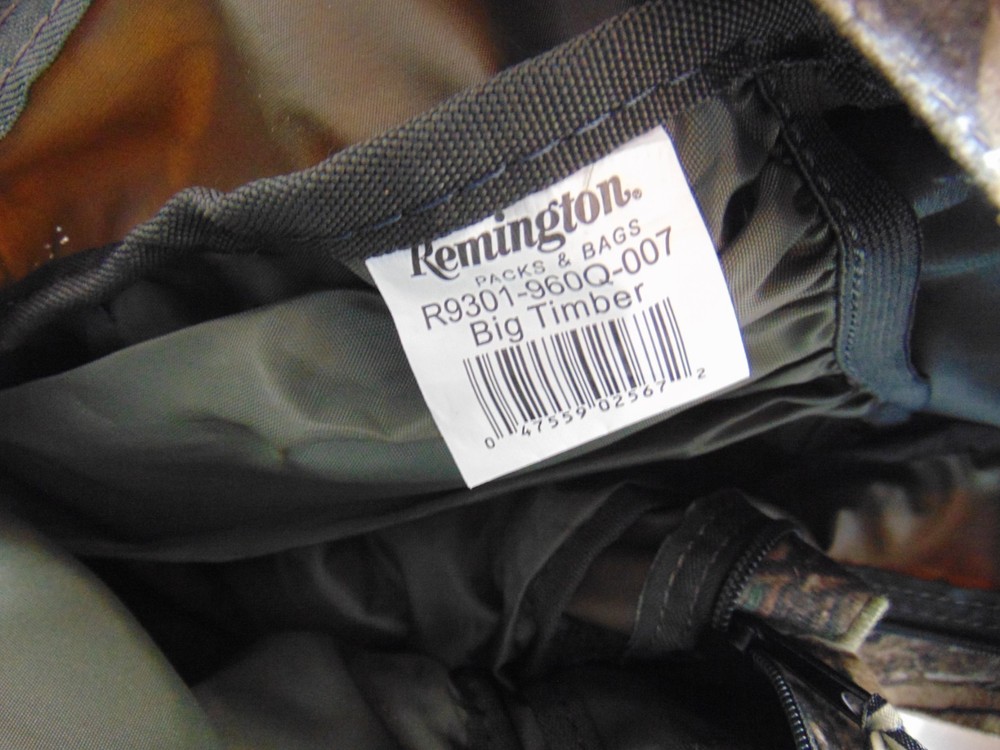 Remington®
PACKS & BAGS
R9301-960Q-007
Big Timber
0 47559 02567 2